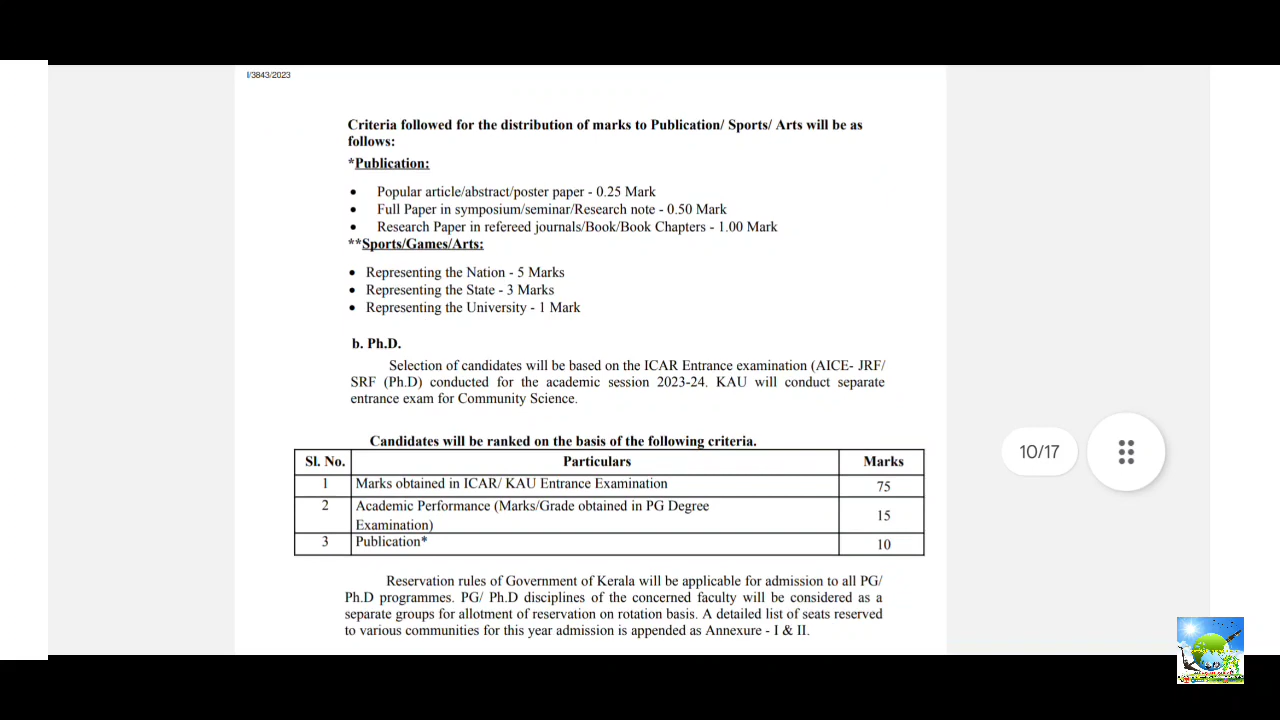 I/3843/2023
Criteria followed for the distribution of marks to Publication/ Sports/ Arts will be as
follows:
*Publication:
• Popular article/abstract/poster paper - 0.25 Mark
• Full Paper in symposium/seminar/Research note - 0.50 Mark
• Research Paper in refereed journals/Book/Book Chapters - 1.00 Mark
**Sports/Games/Arts:
• Representing the Nation - 5 Marks
• Representing the State - 3 Marks
• Representing the University - 1 Mark
b. Ph.D.
Selection of candidates will be based on the ICAR Entrance examination (AICE- JRF/
SRF (Ph.D) conducted for the academic session 2023-24. KAU will conduct separate
entrance exam for Community Science.
Candidates will be ranked on the basis of the following criteria.
Sl. No. Particulars Marks
1 Marks obtained in ICAR/ KAU Entrance Examination 75
2 Academic Performance (Marks/Grade obtained in PG Degree
Examination) 15
3 Publication* 10
Reservation rules of Government of Kerala will be applicable for admission to all PG/
Ph.D programmes. PG/ Ph.D disciplines of the concerned faculty will be considered as a
separate groups for allotment of reservation on rotation basis. A detailed list of seats reserved
to various communities for this year admission is appended as Annexure - I & II.
10/17